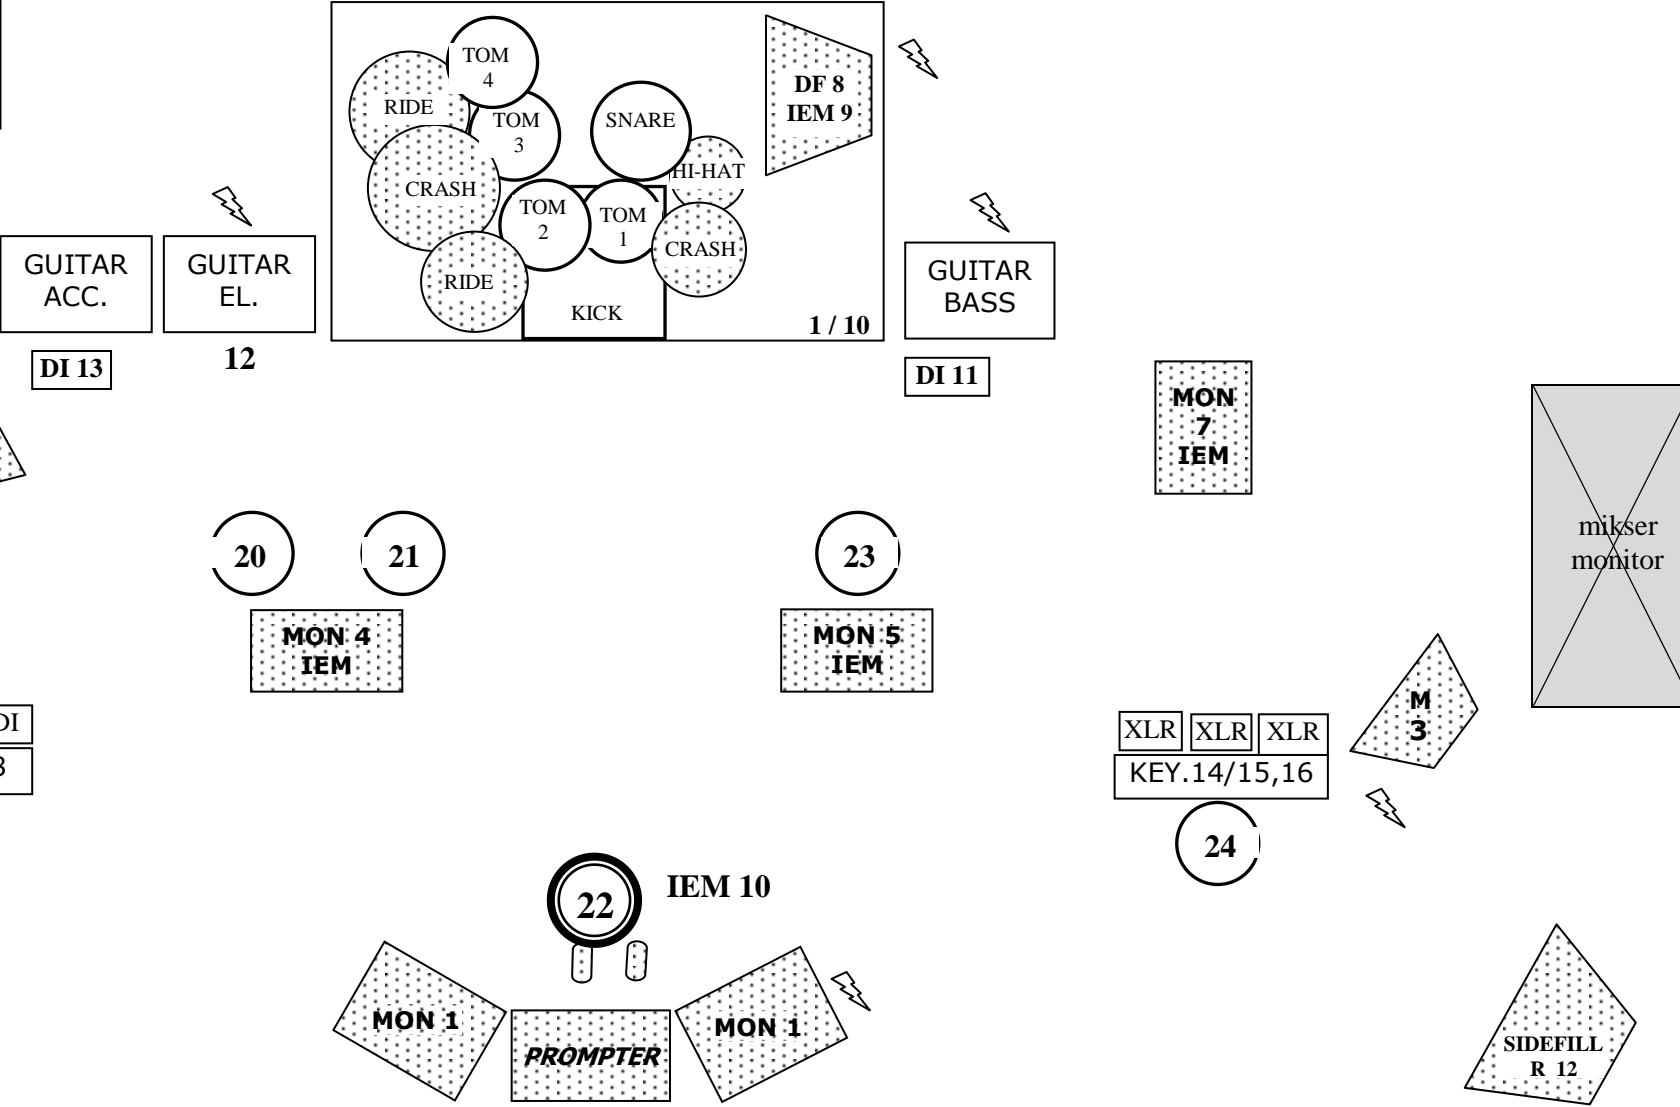 TOM
4
DF 8
IEM 9
RIDE
TOM
3
SNARE
HI-HAT
CRASH
TOM
2
TOM
1
CRASH
RIDE
KICK
1 / 10
GUITAR
ACC.
GUITAR
EL.
GUITAR
BASS
DI 13
12
DI 11
MON
7
IEM
mikser
monitor
20
21
23
MON 4
IEM
MON 5
IEM
M
3
DI
XLR
XLR
XLR
KEY.14/15,16
24
22
IEM 10
MON 1
PROMPTER
MON 1
SIDEFILL
R 12